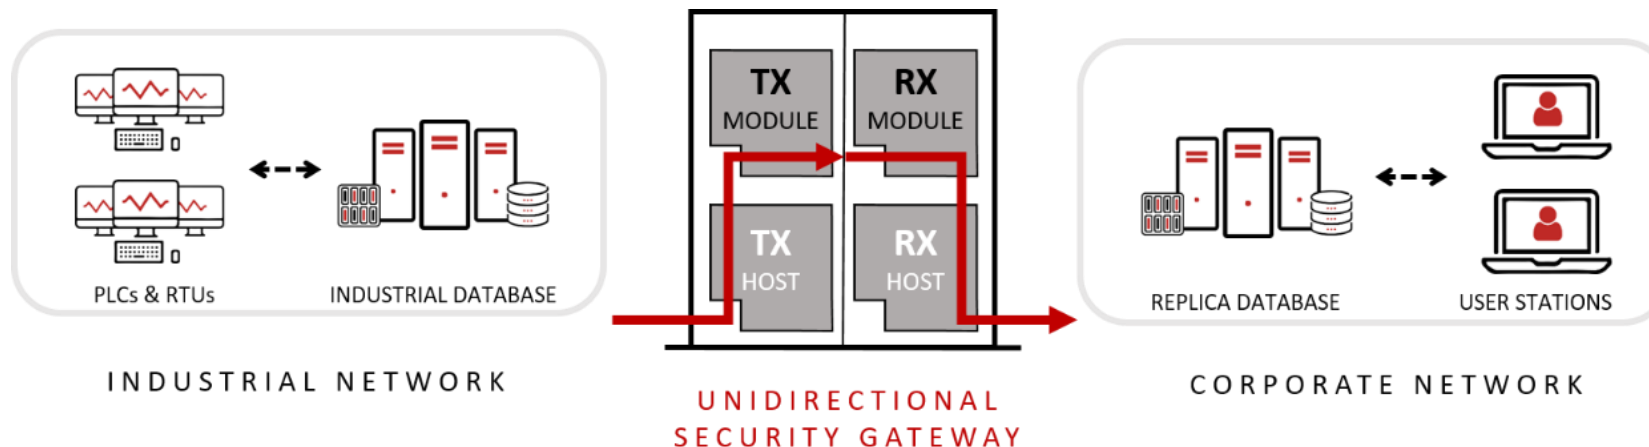 PLCs & RTUs
INDUSTRIAL DATABASE
INDUSTRIAL NETWORK
TX
MODULE
RX
MODULE
TX
HOST
RX
HOST
UNIDIRECTIONAL
SECURITY GATEWAY
REPLICA DATABASE
USER STATIONS
CORPORATE NETWORK